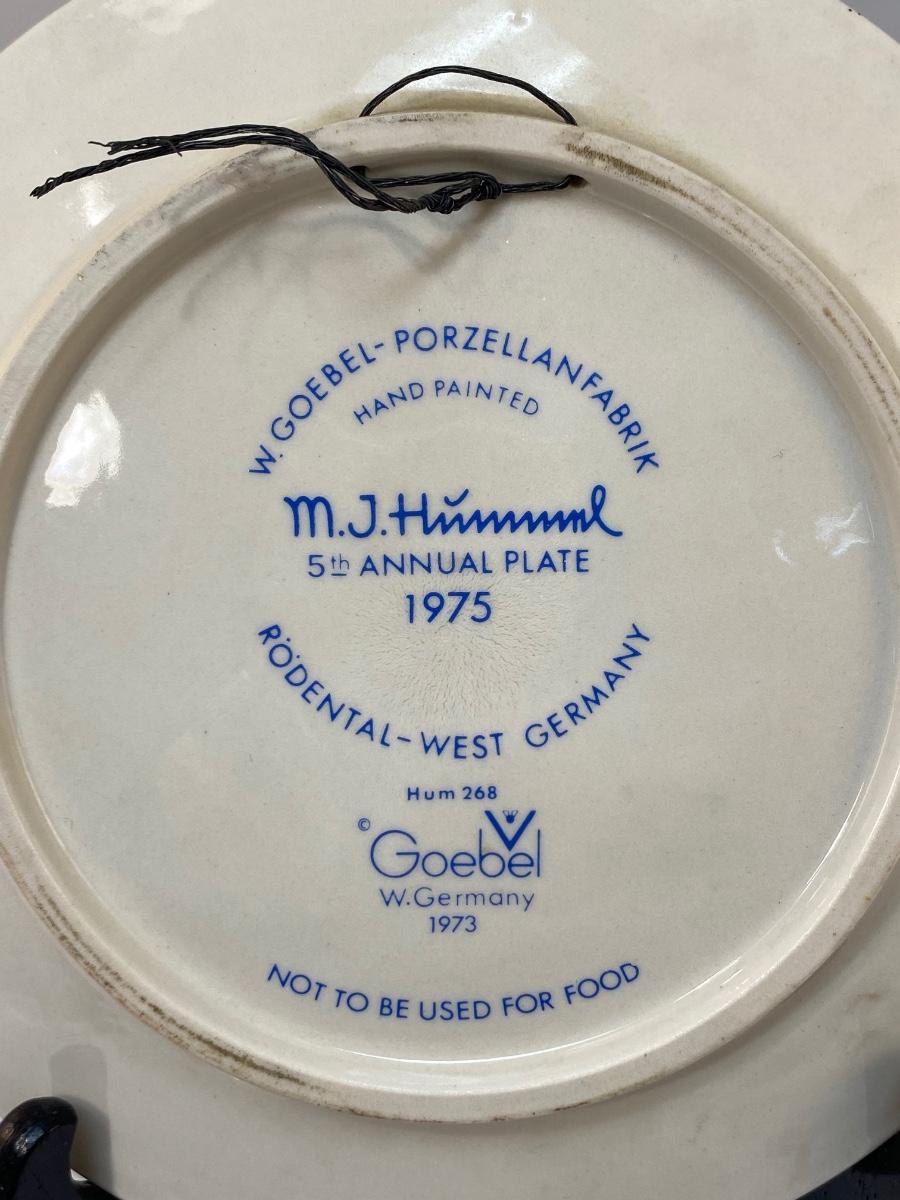 W. GOEBEL-PORZELLANFABRIK
HAND PAINTED
M.J.Hummel
5th ANNUAL PLATE
1975
RÖDENTAL-WEST GERMANY
Hum 268
© Goebel
W.Germany
1973
NOT TO BE USED FOR FOOD